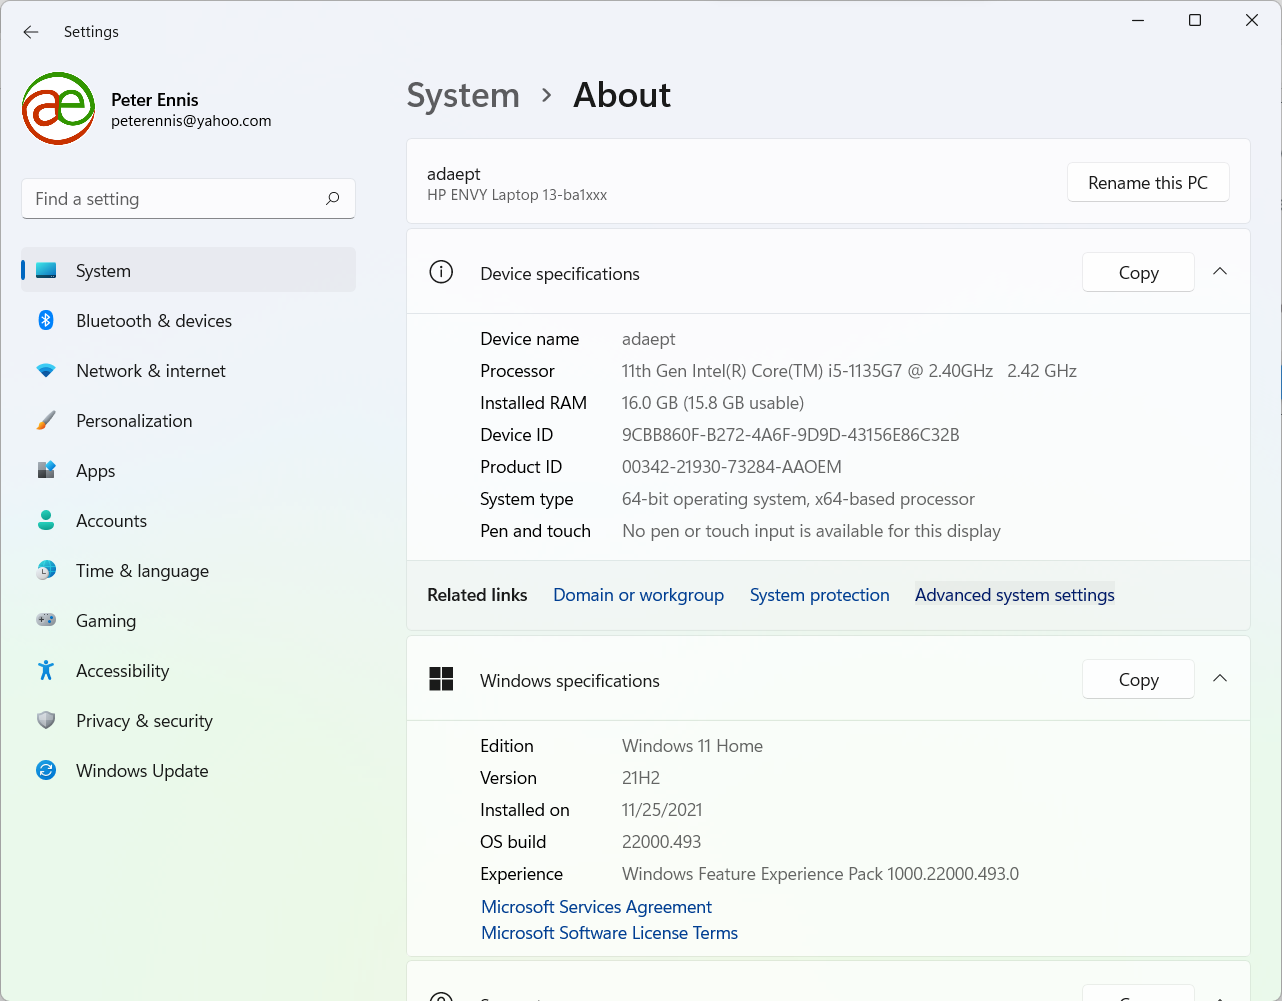 Settings
Peter Ennis
peterennis@yahoo.com
Find a setting
System
Bluetooth & devices
Network & internet
Personalization
Apps
Accounts
Time & language
Gaming
Accessibility
Privacy & security
Windows Update
System > About
adaept
HP ENVY Laptop 13-ba1xxx
Rename this PC
Device specifications
Copy
Device name adaept
Processor 11th Gen Intel(R) Core(TM) i5-1135G7 @ 2.40GHz 2.42 GHz
Installed RAM 16.0 GB (15.8 GB usable)
Device ID 9CBB860F-B272-4A6F-9D9D-43156E86C32B
Product ID 00342-21930-73284-AAOEM
System type 64-bit operating system, x64-based processor
Pen and touch No pen or touch input is available for this display
Related links Domain or workgroup System protection Advanced system settings
Windows specifications
Copy
Edition Windows 11 Home
Version 21H2
Installed on 11/25/2021
OS build 22000.493
Experience Windows Feature Experience Pack 1000.22000.493.0
Microsoft Services Agreement
Microsoft Software License Terms